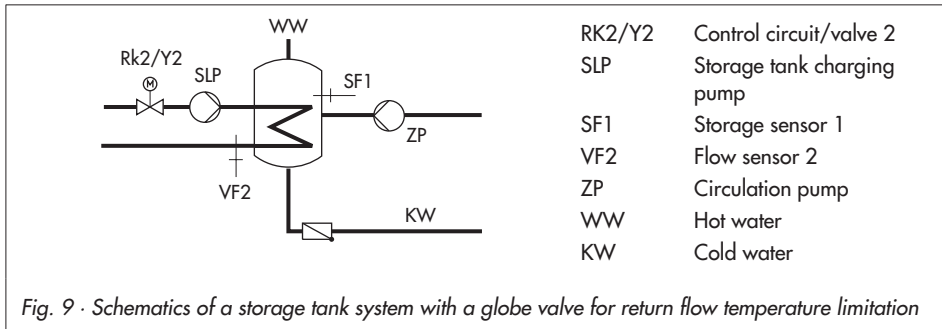 WW
Rk2/Y2
M
SLP
SF1
ZP
VF2
KW
RK2/Y2 Control circuit/valve 2
SLP Storage tank charging
pump
SF1 Storage sensor 1
VF2 Flow sensor 2
ZP Circulation pump
WW Hot water
KW Cold water
Fig. 9 · Schematics of a storage tank system with a globe valve for return flow temperature limitation